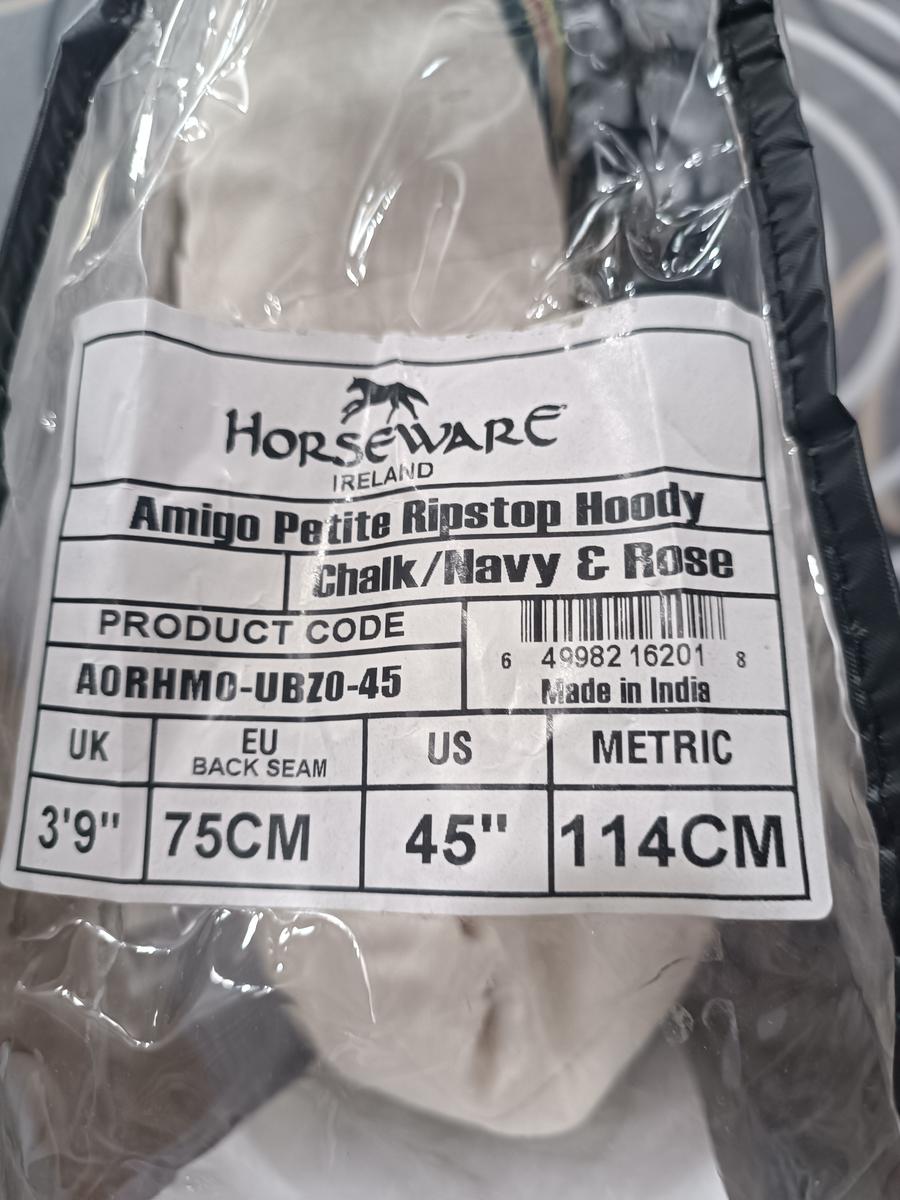 HORSEWARE
IRELAND
Amigo Petite Ripstop Hoody
Chalk/Navy & Rose
PRODUCT CODE
AORHMO-UBZO-45
6 49982 16201 8
Made in India
UK EU BACK SEAM US METRIC
3'9" 75CM 45" 114CM